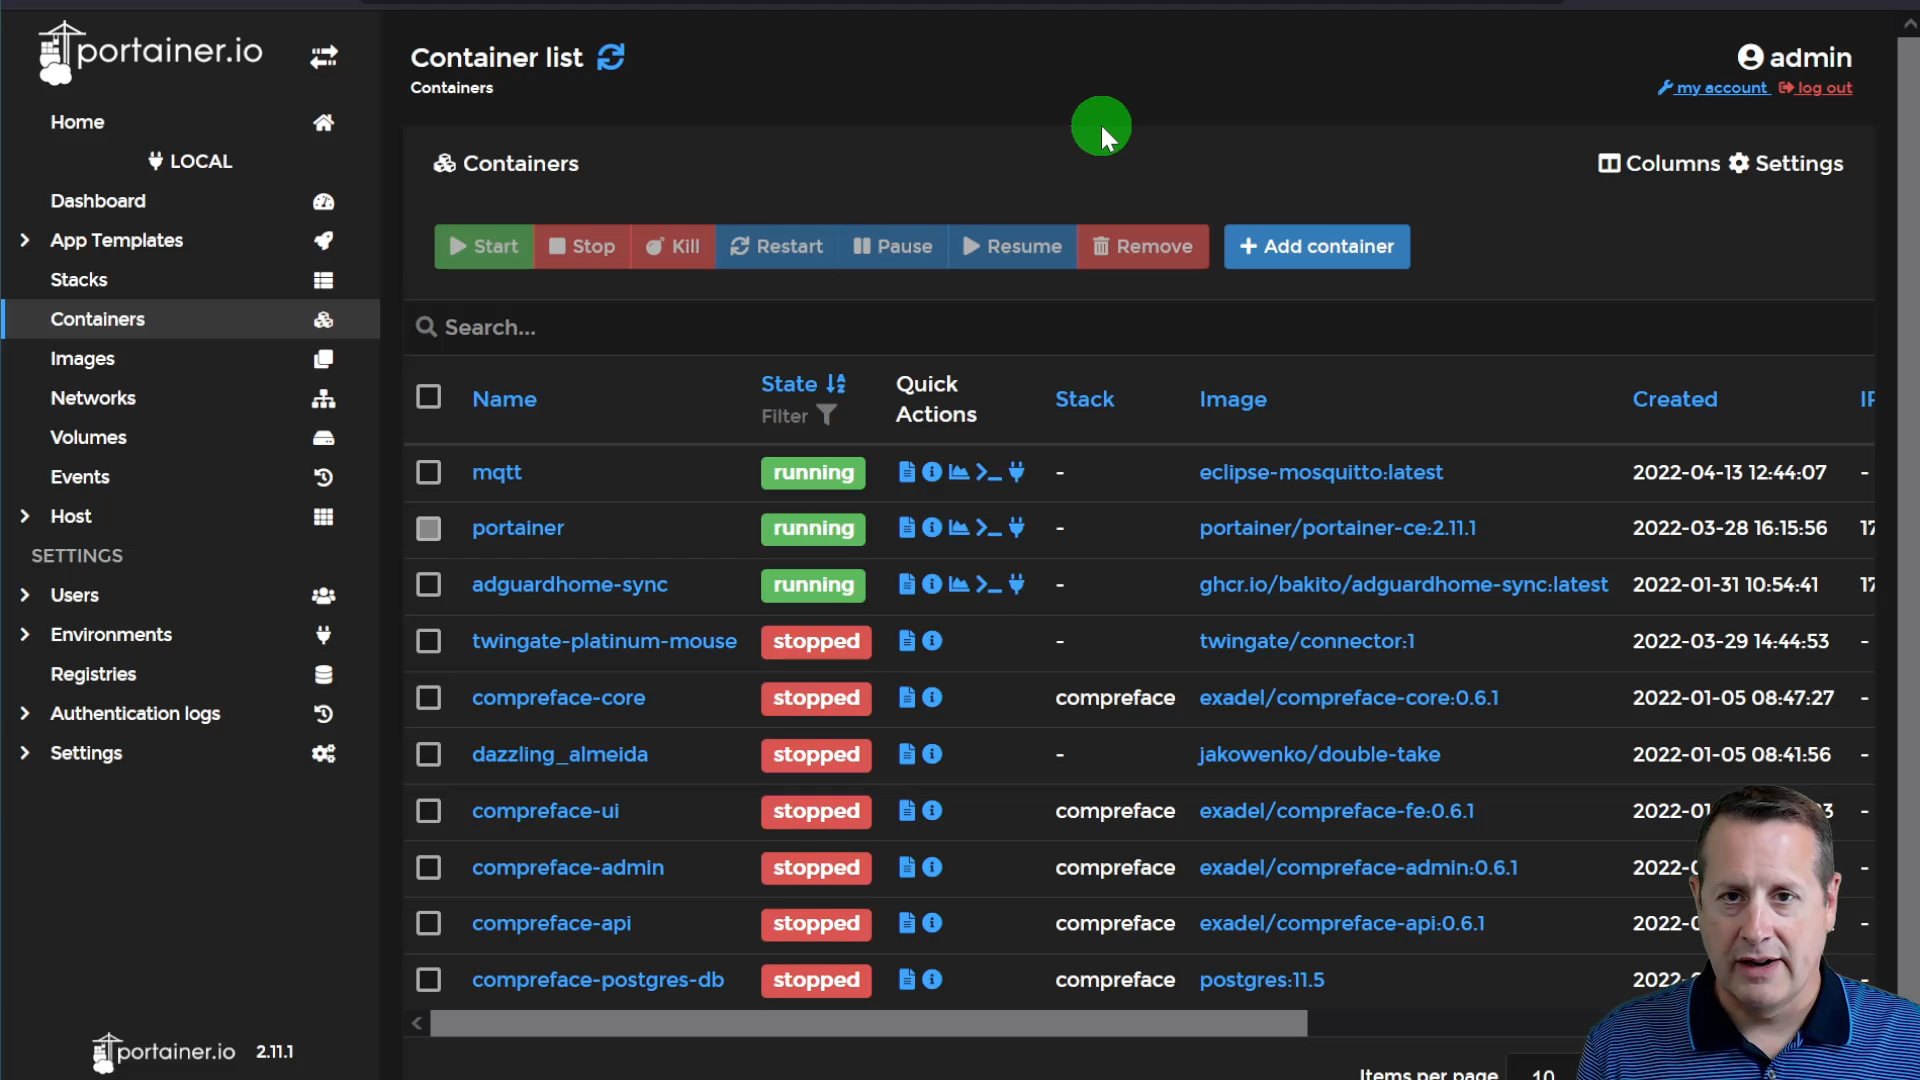 portainer.io
Container list
Containers
admin
my account log out
Home
LOCAL
Dashboard
App Templates
Stacks
Containers
Images
Networks
Volumes
Events
Host
SETTINGS
Users
Environments
Registries
Authentication logs
Settings
portainer.io 2.11.1
Containers
Columns Settings
Start Stop Kill Restart Pause Resume Remove Add container
Search...
Name State Filter Quick Actions Stack Image Created
mqtt running - eclipse-mosquitto:latest 2022-04-13 12:44:07 -
portainer running - portainer/portainer-ce:2.11.1 2022-03-28 16:15:56 17
adguardhome-sync running - ghcr.io/bakito/adguardhome-sync:latest 2022-01-31 10:54:41 17
twingate-platinum-mouse stopped - twingate/connector:1 2022-03-29 14:44:53 -
compreface-core stopped compreface exadel/compreface-core:0.6.1 2022-01-05 08:47:27 -
dazzling_almeida stopped - jakowenko/double-take 2022-01-05 08:41:56 -
compreface-ui stopped compreface exadel/compreface-fe:0.6.1 -
compreface-admin stopped compreface exadel/compreface-admin:0.6.1 -
compreface-api stopped compreface exadel/compreface-api:0.6.1 -
compreface-postgres-db stopped compreface postgres:11.5 -
Items per page 10